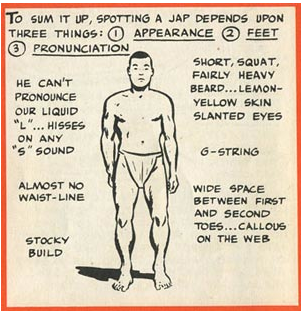 TO SUM IT UP, SPOTTING A JAP DEPENDS UPON
THREE THINGS: ① APPEARANCE ② FEET
③ PRONUNCIATION
HE CAN'T
PRONOUNCE
OUR LIQUID
"L"... HISSES
ON ANY
"S" SOUND
ALMOST NO
WAIST-LINE
STOCKY
BUILD
SHORT, SQUAT,
FAIRLY HEAVY
BEARD...LEMON-
YELLOW SKIN
SLANTED EYES
G-STRING
WIDE SPACE
BETWEEN FIRST
AND SECOND
TOES...CALLOUS
ON THE WEB